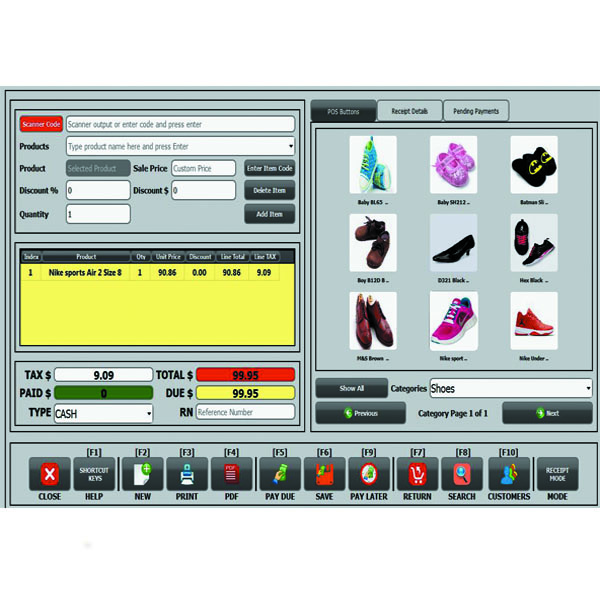 Scanner Code Scanner output or enter code and press enter
Products Type product name here and press Enter
Product Selected Product Sale Price Custom Price Enter Item Code
Discount % 0 Discount $ 0 Delete Item
Quantity 1 Add Item
Index Product Qty Unit Price Discount Line Total Line TAX
1 Nike sports Air 2 Size 8 1 90.86 0.00 90.86 9.09
TAX $ 9.09 TOTAL $ 99.95
PAID $ 0 DUE $ 99.95
TYPE CASH RN Reference Number
POS Buttons Receipt Details Pending Payments
Baby BL65 .. Baby SH212 .. Batman Sli ..
Boy B12D B .. D321 Black .. Hex Black ..
M&S Brown .. Nike sport .. Nike Under ..
Show All Categories Shoes
Previous Category Page 1 of 1 Next
[F1] [F2] [F3] [F4] [F5] [F6] [F9] [F7] [F8] [F10]
SHORTCUT
KEYS
PDF
RECEIPT
MODE
CLOSE HELP NEW PRINT PDF PAY DUE SAVE PAY LATER RETURN SEARCH CUSTOMERS MODE